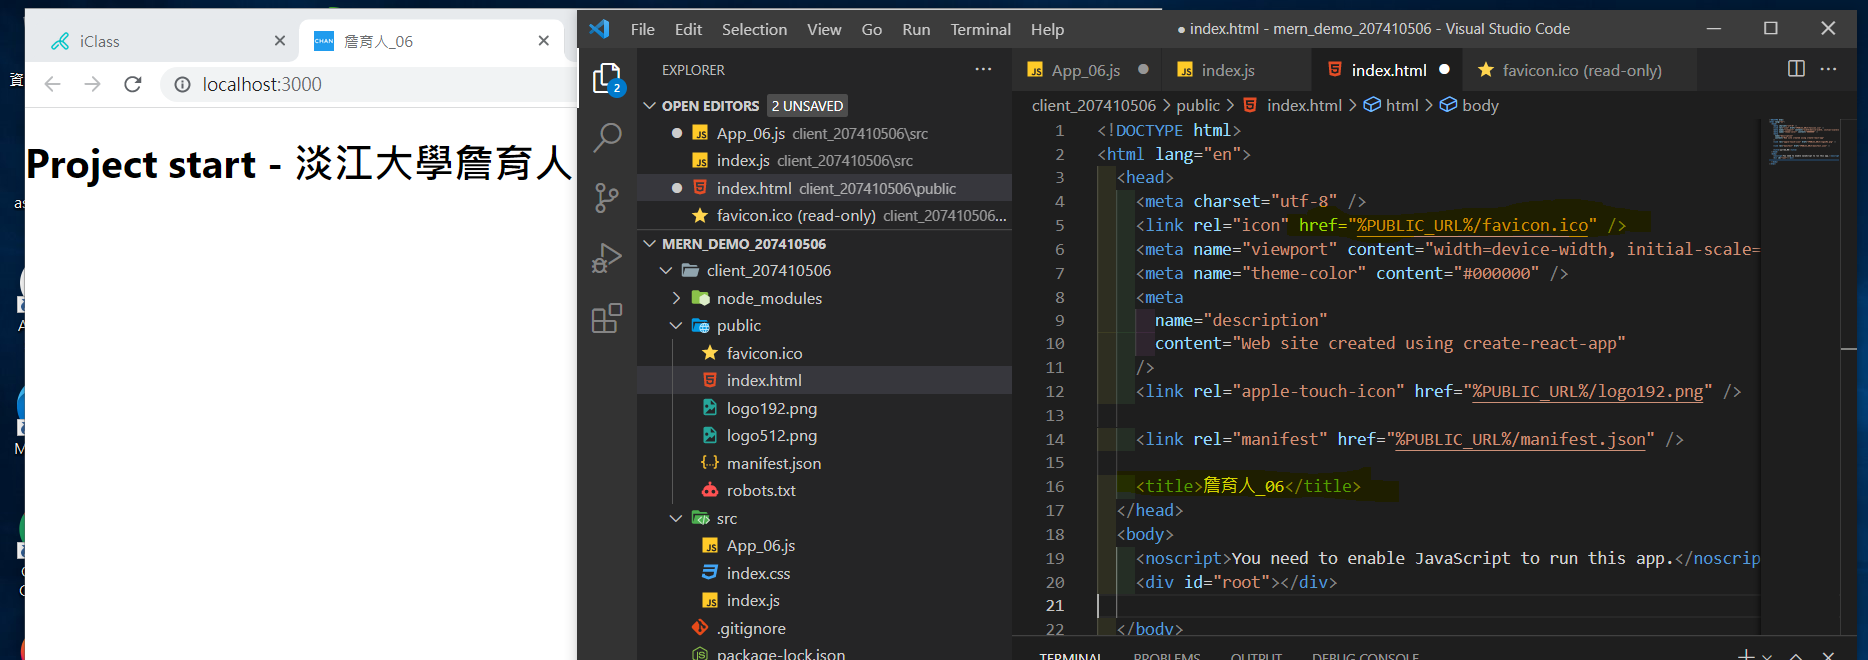 iClass
CHAN 詹育人_06
localhost:3000
Project start - 淡江大學詹育人
File Edit Selection View Go Run Terminal Help
● index.html - mern_demo_207410506 - Visual Studio Code
2
EXPLORER
OPEN EDITORS 2 UNSAVED
App_06.js client_207410506\src
index.js client_207410506\src
index.html client_207410506\public
favicon.ico (read-only) client_207410506...
MERN_DEMO_207410506
client_207410506
node_modules
public
favicon.ico
index.html
logo192.png
logo512.png
manifest.json
robots.txt
src
App_06.js
index.css
index.js
.gitignore
package-lock.json
App_06.js index.js index.html favicon.ico (read-only)
client_207410506 > public > index.html > html > body
1 <!DOCTYPE html>
2 <html lang="en">
3 <head>
4 <meta charset="utf-8" />
5 <link rel="icon" href="%PUBLIC_URL%/favicon.ico" />
6 <meta name="viewport" content="width=device-width, initial-scale=
7 <meta name="theme-color" content="#000000" />
8 <meta
9 name="description"
10 content="Web site created using create-react-app"
11 />
12 <link rel="apple-touch-icon" href="%PUBLIC_URL%/logo192.png" />
13
14 <link rel="manifest" href="%PUBLIC_URL%/manifest.json" />
15
16 <title>詹育人_06</title>
17 </head>
18 <body>
19 <noscript>You need to enable JavaScript to run this app.</noscrip
20 <div id="root"></div>
21
22 </body>
TERMINAL PROBLEMS OUTPUT DEBUG CONSOLE